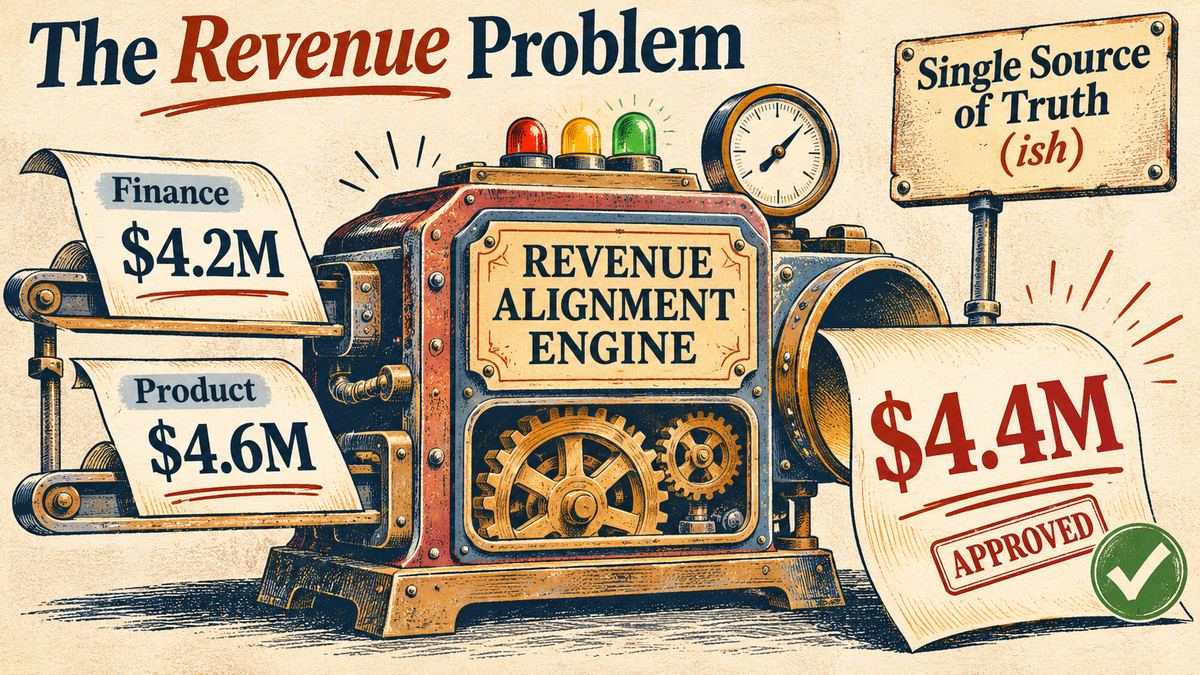 The Revenue Problem
Finance
$4.2M
Product
$4.6M
REVENUE
ALIGNMENT
ENGINE
Single Source
of Truth
(ish)
$4.4M
APPROVED